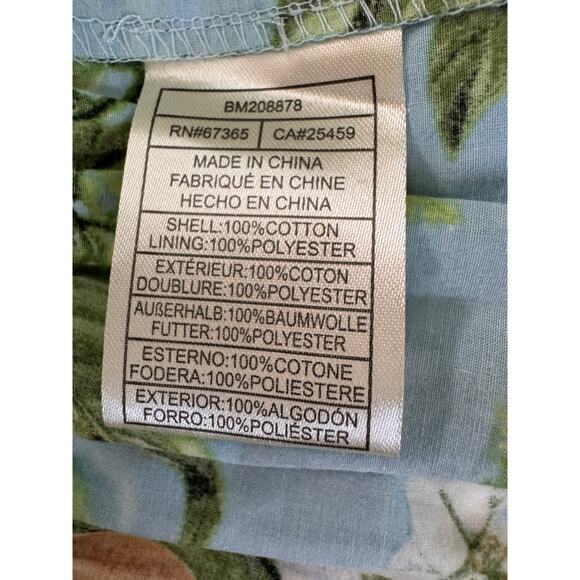 BM208878
RN#67365 CA#25459
MADE IN CHINA
FABRIQUÉ EN CHINE
HECHO EN CHINA
SHELL:100%COTTON
LINING:100%POLYESTER
EXTÉRIEUR:100%COTON
DOUBLURE:100%POLYESTER
AUßERHALB:100%BAUMWOLLE
FUTTER:100%POLYESTER
ESTERNO:100%COTONE
FODERA:100%POLIESTERE
EXTERIOR:100%ALGODÓN
FORRO:100%POLIÉSTER